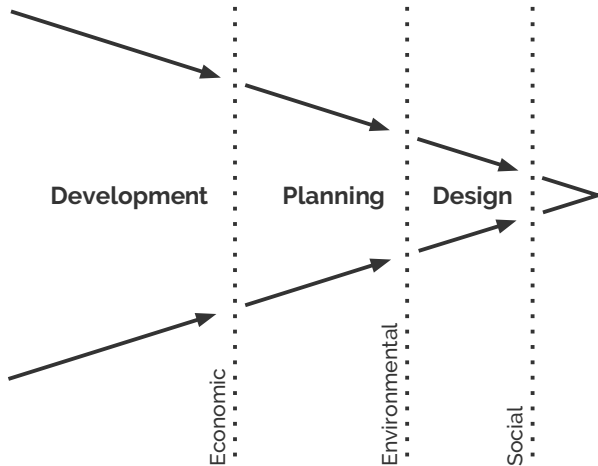 Development
Planning
Design
Economic
Environmental
Social